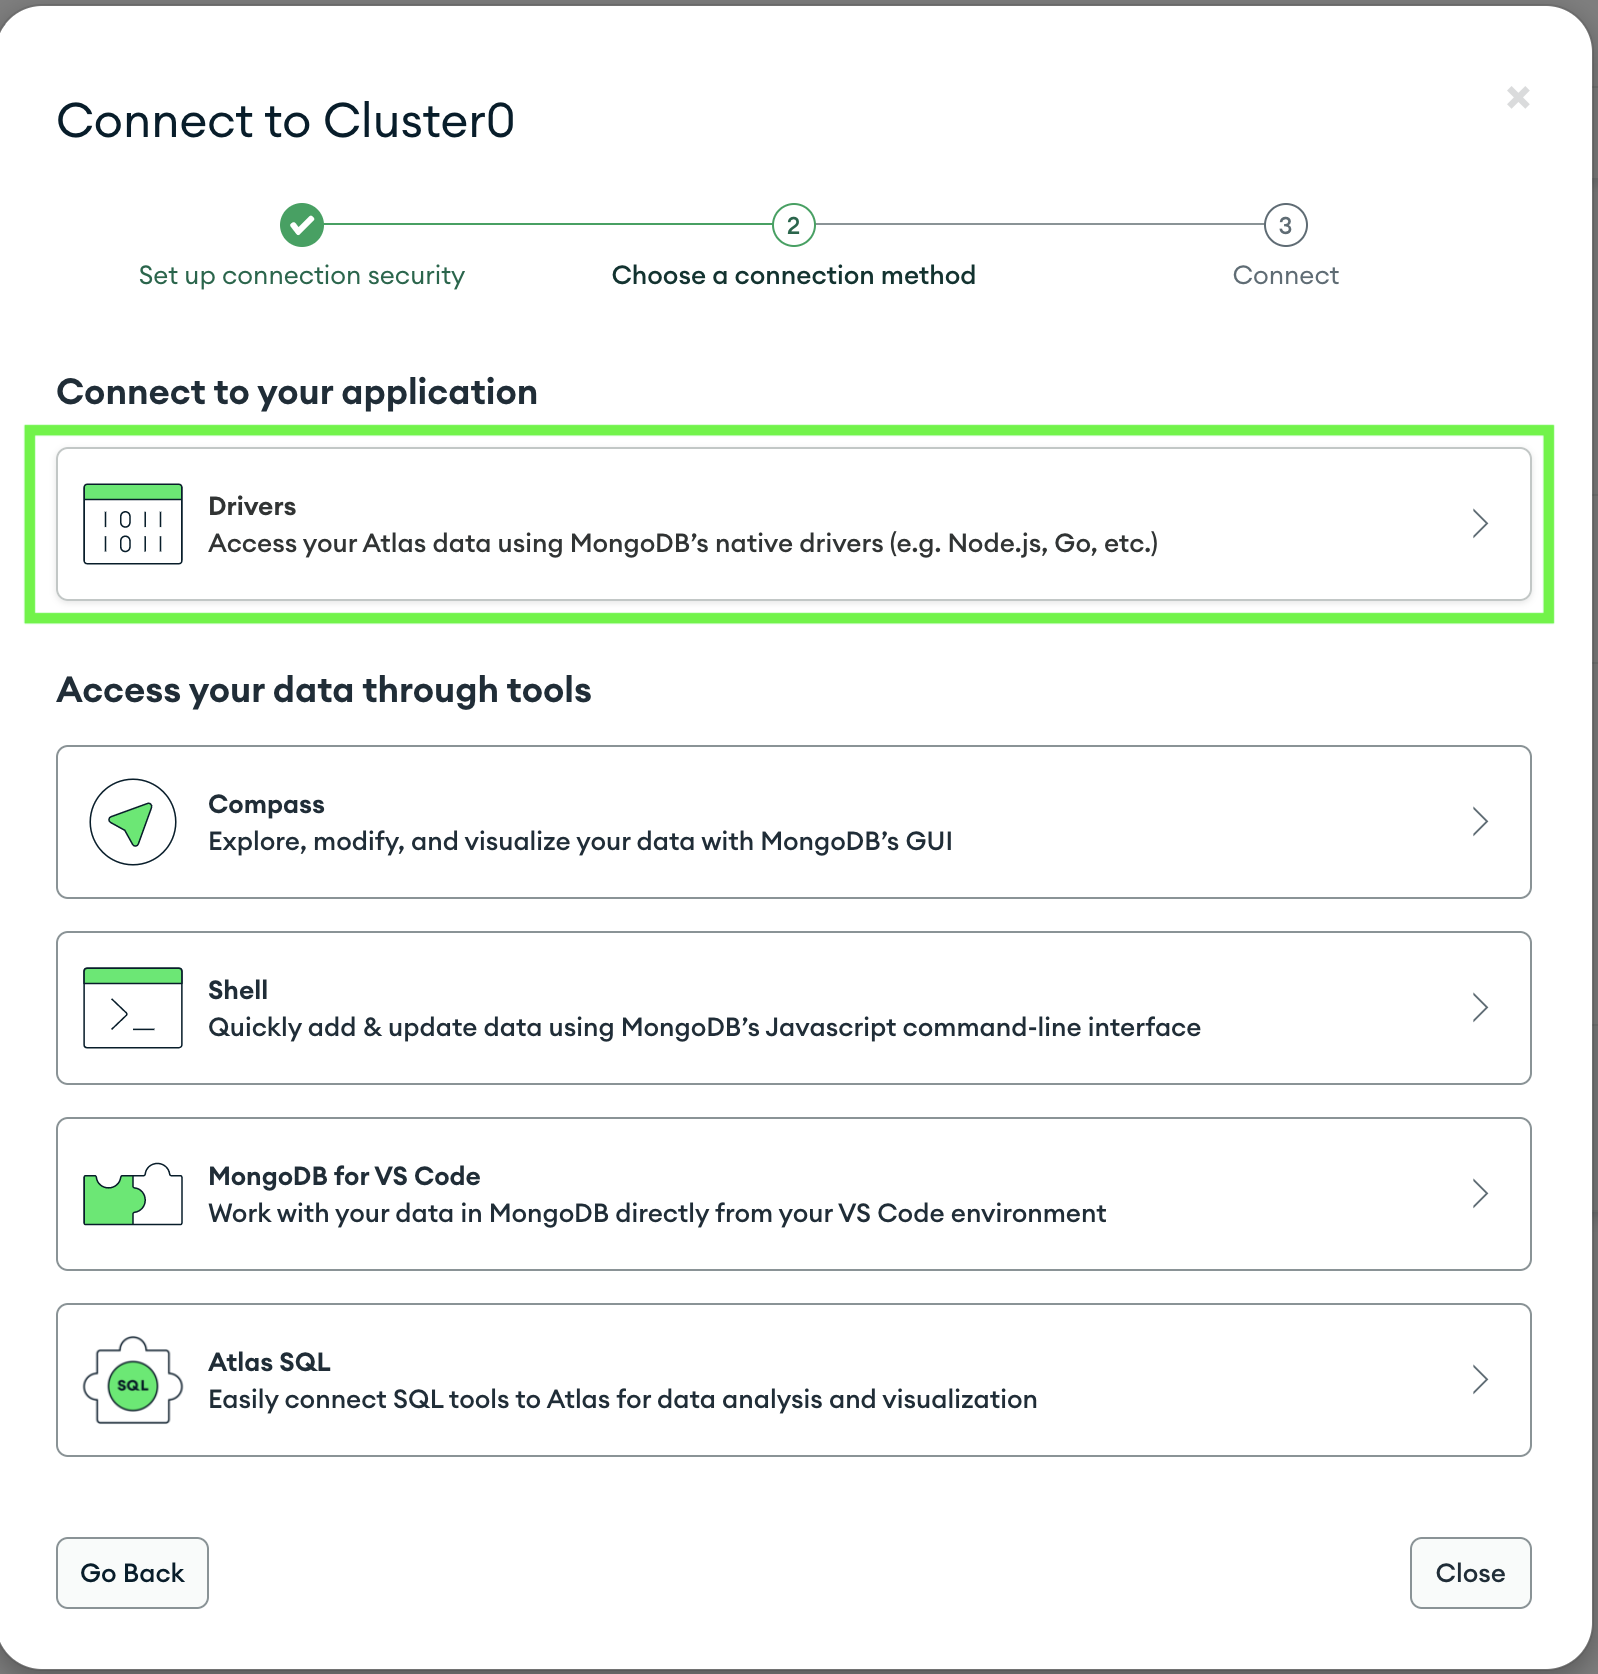 Connect to Cluster0
2
3
Set up connection security
Choose a connection method
Connect
Connect to your application
1011
1011
Drivers
Access your Atlas data using MongoDB’s native drivers (e.g. Node.js, Go, etc.)
Access your data through tools
Compass
Explore, modify, and visualize your data with MongoDB’s GUI
>_
Shell
Quickly add & update data using MongoDB’s Javascript command-line interface
MongoDB for VS Code
Work with your data in MongoDB directly from your VS Code environment
SQL
Atlas SQL
Easily connect SQL tools to Atlas for data analysis and visualization
Go Back
Close